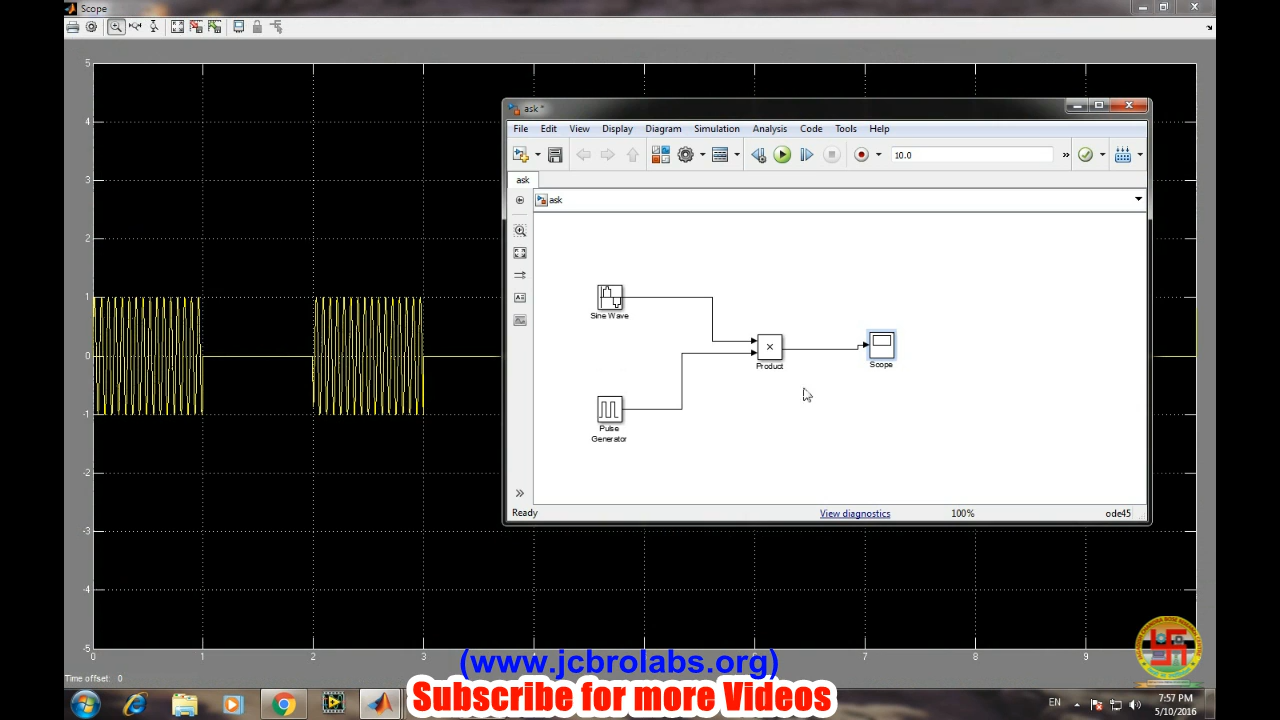 Scope
5
4
3
2
1
0
-1
-2
-3
-4
-5
0
1
2
3
6
7
8
9
Time offset: 0
ask *
File Edit View Display Diagram Simulation Analysis Code Tools Help
10.0
ask
ask
Sine Wave
Product
Scope
Pulse
Generator
Ready
View diagnostics
100%
ode45
(www.jcbrolabs.org)
Subscribe for more Videos
EN
7:57 PM
5/10/2016